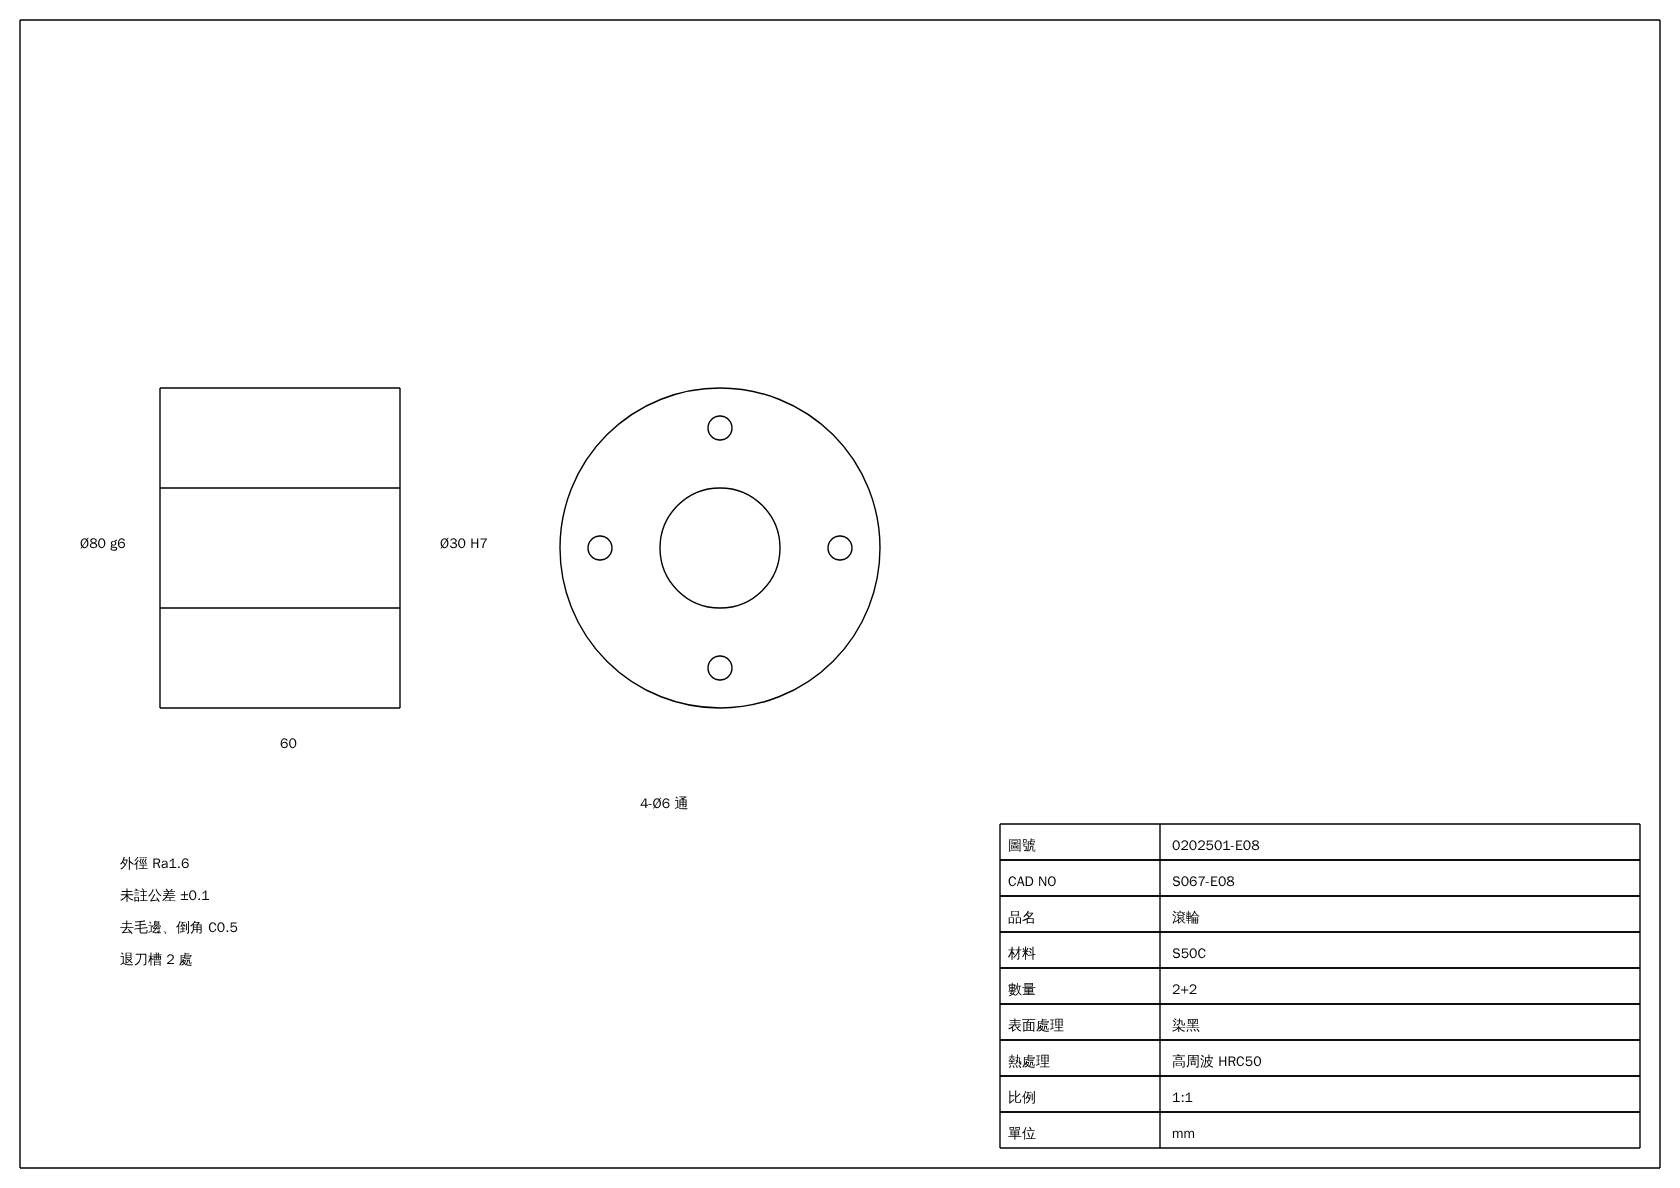 Ø80 g6
Ø30 H7
60
4-Ø6 通
外徑 Ra1.6
未註公差 ±0.1
去毛邊、倒角 C0.5
退刀槽 2 處
圖號 0202501-E08
CAD NO S067-E08
品名 滾輪
材料 S50C
數量 2+2
表面處理 染黑
熱處理 高周波 HRC50
比例 1:1
單位 mm